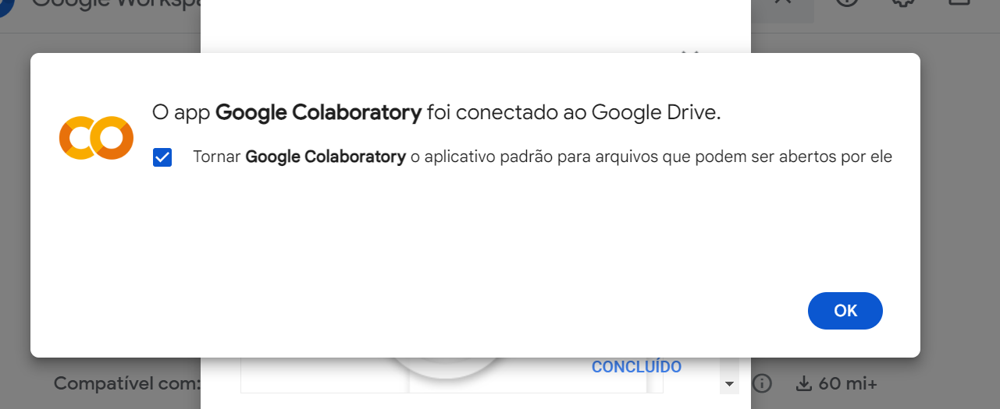 Google Workspa
O app Google Colaboratory foi conectado ao Google Drive.
Tornar Google Colaboratory o aplicativo padrão para arquivos que podem ser abertos por ele
OK
CONCLUÍDO
Compatível com:
60 mi+